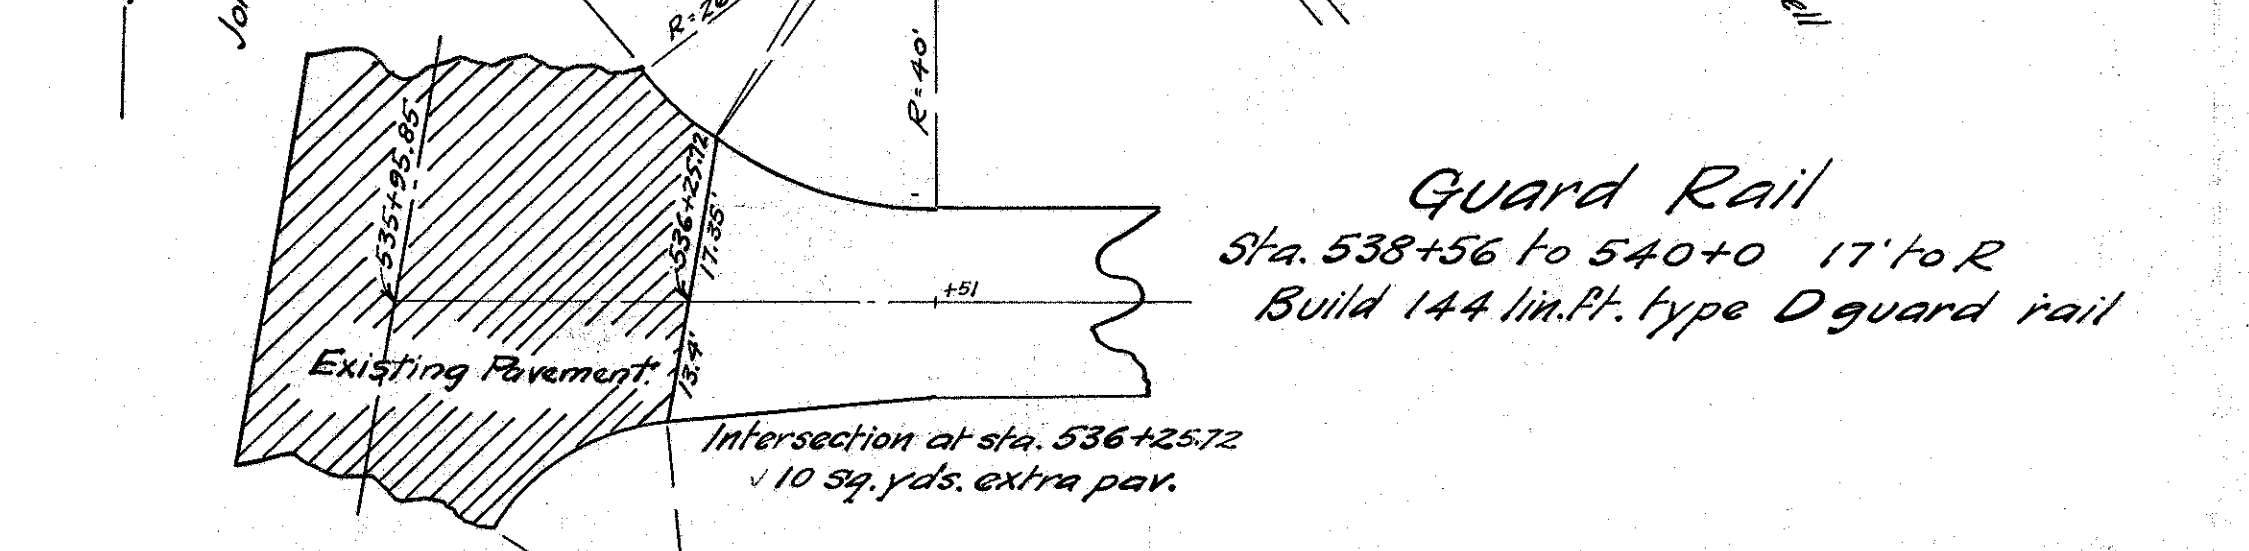 R=40'
535+95.85
536+25.72
17.35'
13.4'
+51
Existing Pavement.
Intersection at sta. 536+25.72
✓10 sq.yds. extra pav.
Guard Rail
Sta. 538+56 to 540+0 17' to R
Build 144 lin.ft. type D guard rail